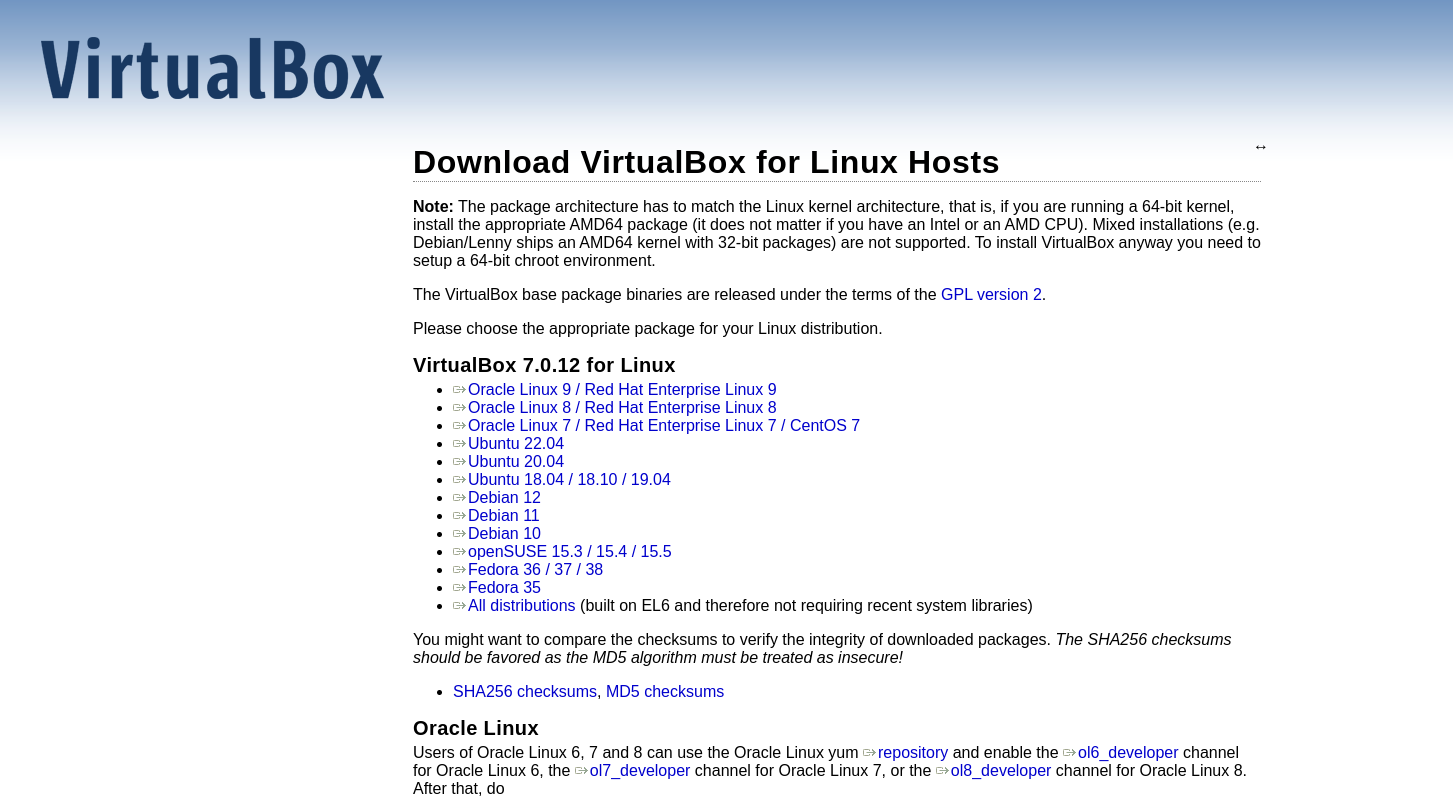 VirtualBox
↔
Download VirtualBox for Linux Hosts
Note: The package architecture has to match the Linux kernel architecture, that is, if you are running a 64-bit kernel,
install the appropriate AMD64 package (it does not matter if you have an Intel or an AMD CPU). Mixed installations (e.g.
Debian/Lenny ships an AMD64 kernel with 32-bit packages) are not supported. To install VirtualBox anyway you need to
setup a 64-bit chroot environment.
The VirtualBox base package binaries are released under the terms of the GPL version 2.
Please choose the appropriate package for your Linux distribution.
VirtualBox 7.0.12 for Linux
Oracle Linux 9 / Red Hat Enterprise Linux 9
Oracle Linux 8 / Red Hat Enterprise Linux 8
Oracle Linux 7 / Red Hat Enterprise Linux 7 / CentOS 7
Ubuntu 22.04
Ubuntu 20.04
Ubuntu 18.04 / 18.10 / 19.04
Debian 12
Debian 11
Debian 10
openSUSE 15.3 / 15.4 / 15.5
Fedora 36 / 37 / 38
Fedora 35
All distributions (built on EL6 and therefore not requiring recent system libraries)
You might want to compare the checksums to verify the integrity of downloaded packages. The SHA256 checksums
should be favored as the MD5 algorithm must be treated as insecure!
SHA256 checksums, MD5 checksums
Oracle Linux
Users of Oracle Linux 6, 7 and 8 can use the Oracle Linux yum repository and enable the ol6_developer channel
for Oracle Linux 6, the ol7_developer channel for Oracle Linux 7, or the ol8_developer channel for Oracle Linux 8.
After that, do